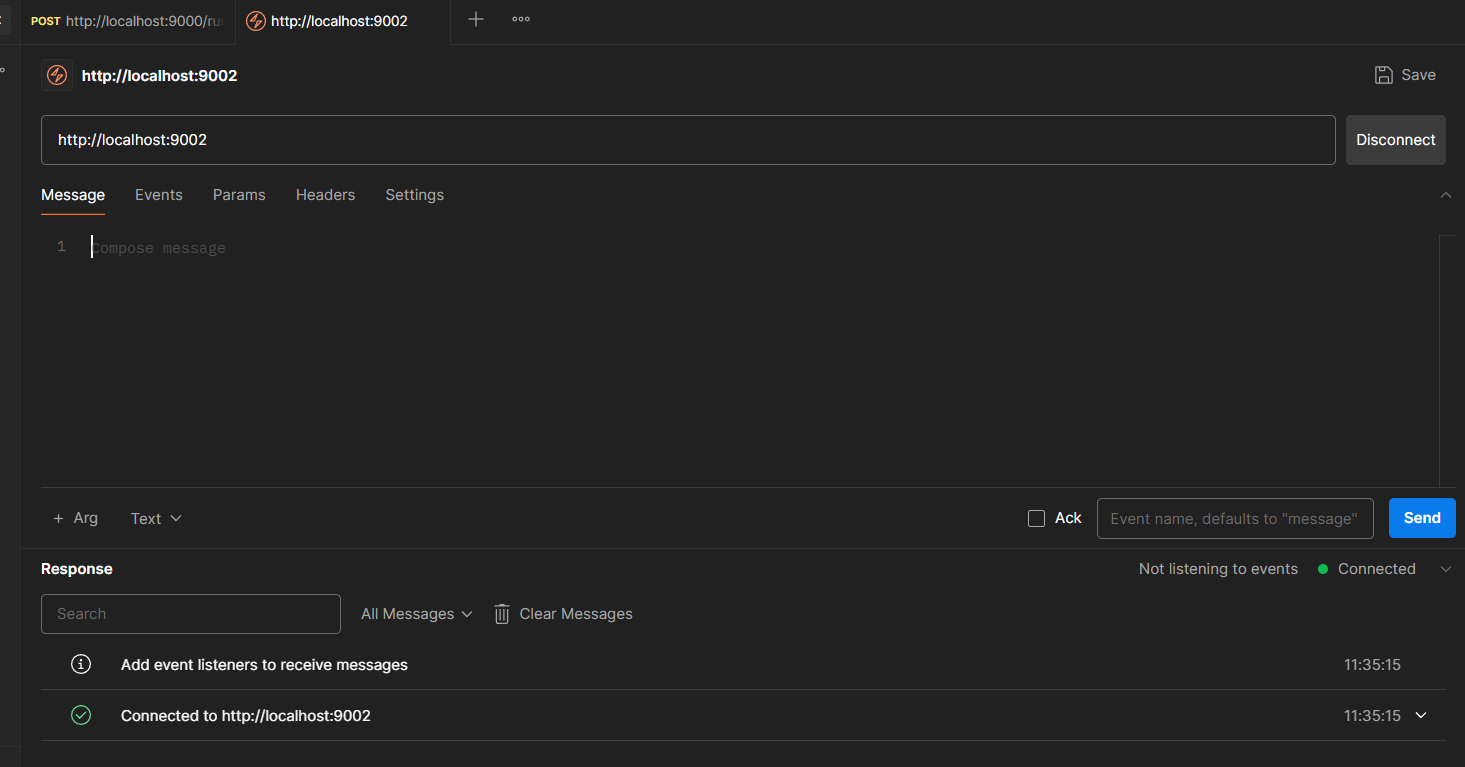 POST http://localhost:9000/ru
http://localhost:9002
http://localhost:9002
Save
http://localhost:9002
Disconnect
Message Events Params Headers Settings
1 Compose message
+ Arg Text
Ack Event name, defaults to "message" Send
Response
Not listening to events Connected
Search All Messages Clear Messages
Add event listeners to receive messages 11:35:15
Connected to http://localhost:9002 11:35:15